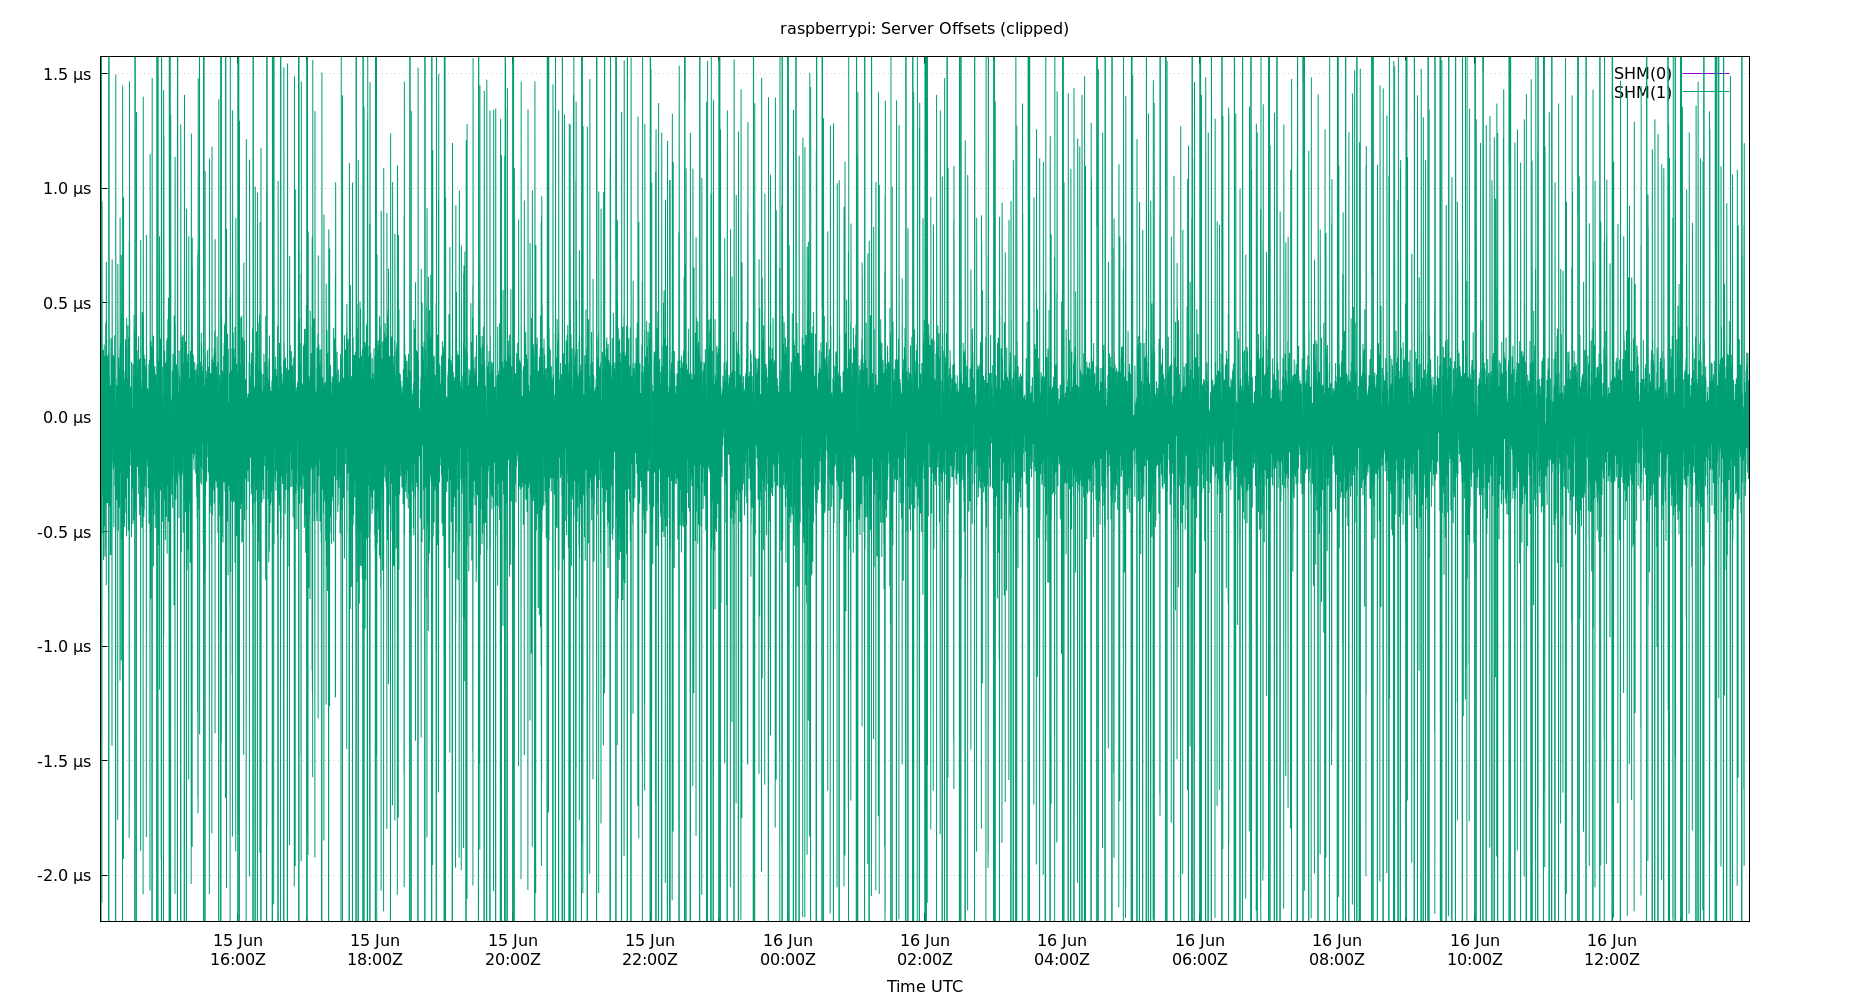 raspberrypi: Server Offsets (clipped)
1.5 µs
1.0 µs
0.5 µs
0.0 µs
-0.5 µs
-1.0 µs
-1.5 µs
-2.0 µs
SHM(0)
SHM(1)
15 Jun 15 Jun 15 Jun 15 Jun 16 Jun 16 Jun 16 Jun 16 Jun 16 Jun 16 Jun 16 Jun
16:00Z 18:00Z 20:00Z 22:00Z 00:00Z 02:00Z 04:00Z 06:00Z 08:00Z 10:00Z 12:00Z
Time UTC